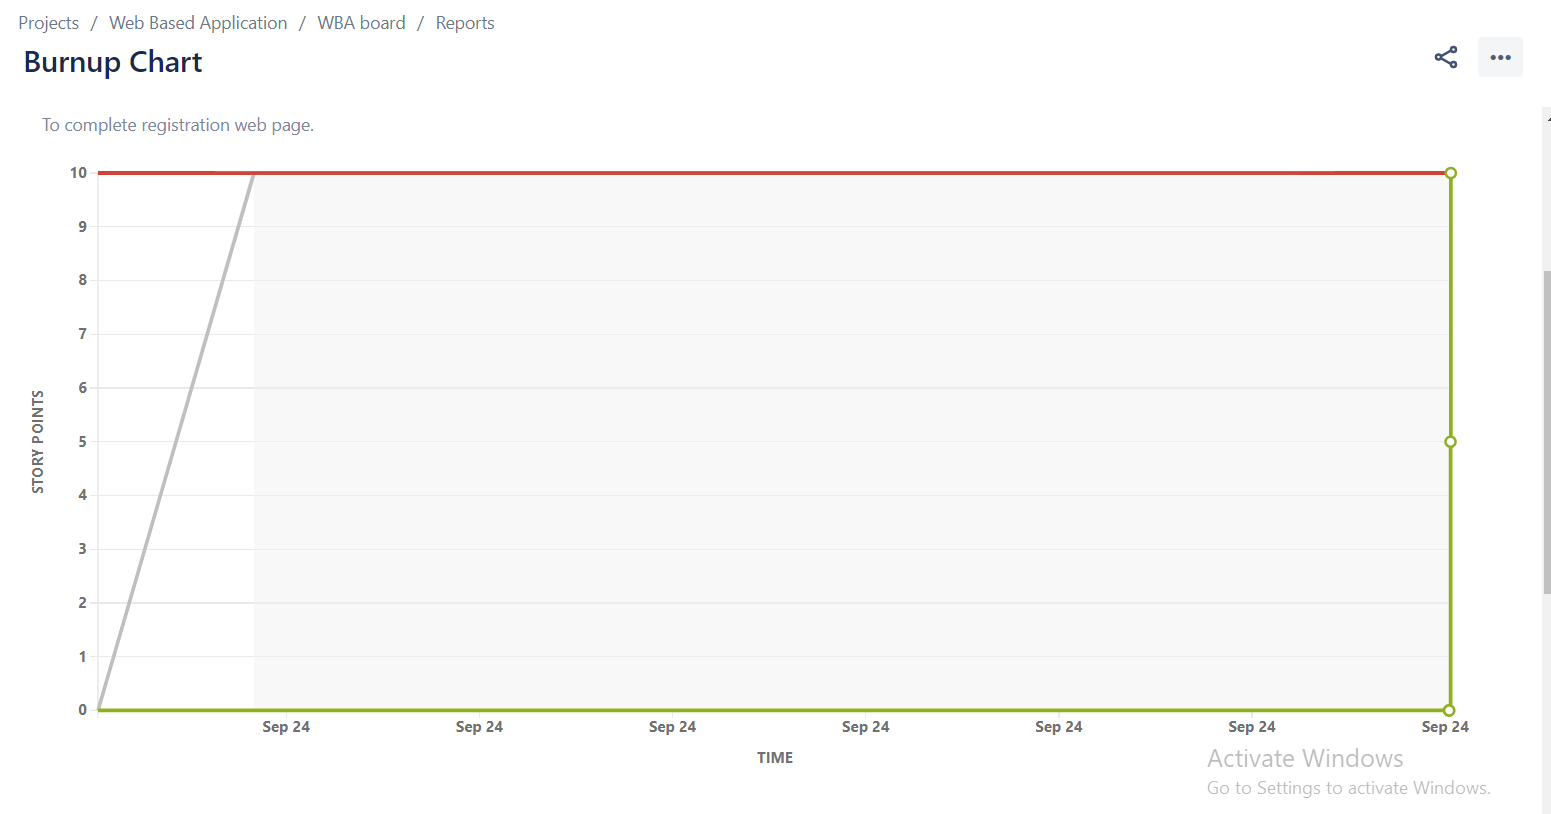 Projects / Web Based Application / WBA board / Reports
Burnup Chart
To complete registration web page.
10
9
8
7
6
5
4
3
2
1
0
STORY POINTS
Sep 24 Sep 24 Sep 24 Sep 24 Sep 24 Sep 24 Sep 24
TIME
Activate Windows
Go to Settings to activate Windows.